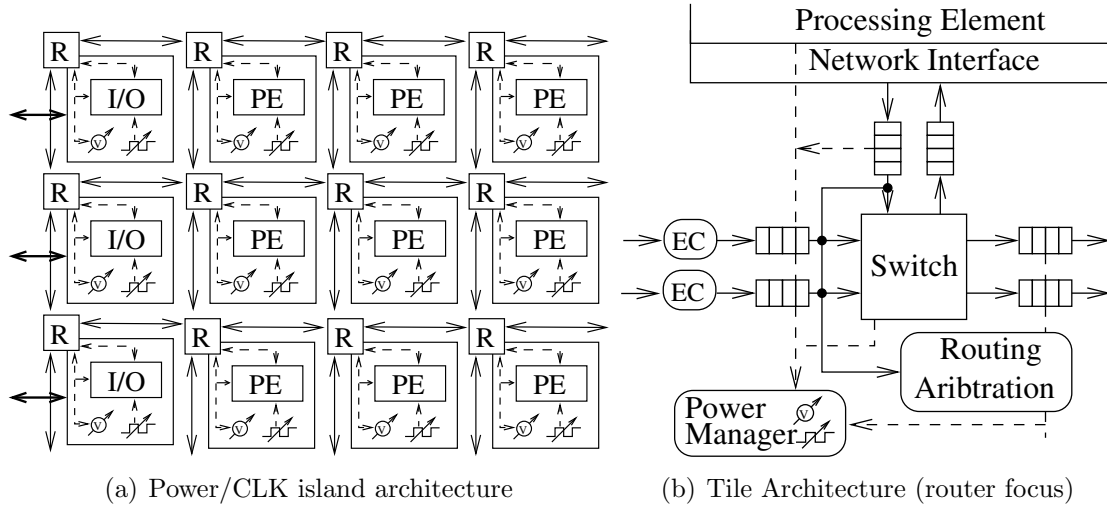 R R R R
I/O PE PE PE
V V V V
R R R R
I/O PE PE PE
V V V V
R R R R
I/O PE PE PE
V V V V
(a) Power/CLK island architecture
Processing Element
Network Interface
EC
Switch
EC
Routing
Aribtration
Power V
Manager
(b) Tile Architecture (router focus)